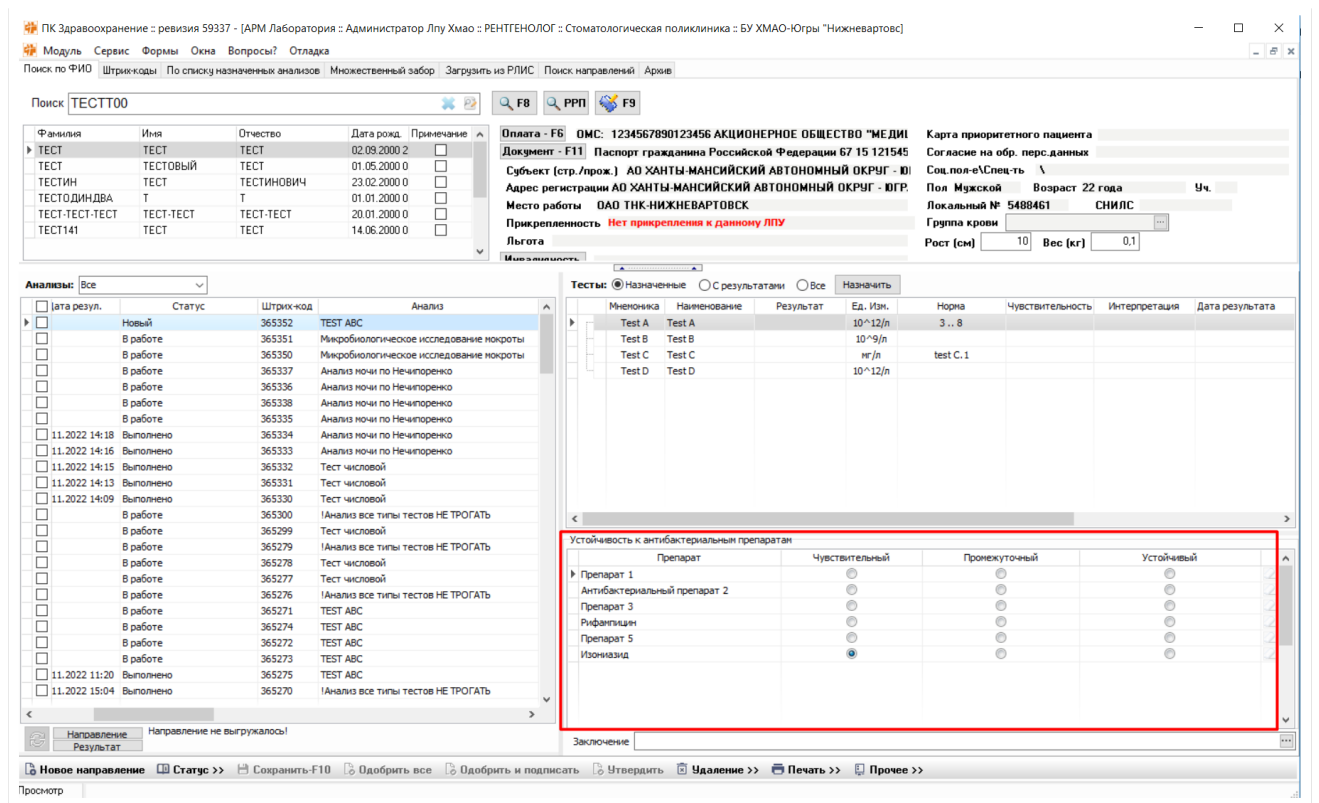 ПК Здравоохранение :: ревизия 59337 - [АРМ Лаборатория :: Администратор Лпу Хмао :: РЕНТГЕНОЛОГ :: Стоматологическая поликлиника :: БУ ХМАО-Югры "Нижневартовс]
Модуль Сервис Формы Окна Вопросы? Отладка
Поиск по ФИО Штрих-коды По списку назначенных анализов Множественный забор Загрузить из РЛИС Поиск направлений Архив
Поиск ТЕСТТ00 F8 РРП F9
Фамилия Имя Отчество Дата рожд. Примечание
ТЕСТ ТЕСТ ТЕСТ 02.09.2000 2
ТЕСТ ТЕСТОВЫЙ ТЕСТ 01.05.2000 0
ТЕСТИН ТЕСТ ТЕСТИНОВИЧ 23.02.2000 0
ТЕСТОДИНДВА Т Т 01.01.2000 0
ТЕСТ-ТЕСТ-ТЕСТ ТЕСТ-ТЕСТ ТЕСТ-ТЕСТ 20.01.2000 0
ТЕСТ141 ТЕСТ ТЕСТ 14.06.2000 0
Оплата - F6 ОМС: 1234567890123456 АКЦИОНЕРНОЕ ОБЩЕСТВО "МЕДИЦ
Документ - F11 Паспорт гражданина Российской Федерации 67 15 121545
Субъект (стр./прож.) АО ХАНТЫ-МАНСИЙСКИЙ АВТОНОМНЫЙ ОКРУГ - Ю
Адрес регистрации АО ХАНТЫ-МАНСИЙСКИЙ АВТОНОМНЫЙ ОКРУГ - ЮГР.
Место работы ОАО ТНК-НИЖНЕВАРТОВСК
Прикрепленность Нет прикрепления к данному ЛПУ
Льгота
Инвалидность
Карта приоритетного пациента
Согласие на обр. перс.данных
Соц.пол-е\Спец-ть \
Пол Мужской Возраст 22 года Уч.
Локальный № 5488461 СНИЛС
Группа крови ...
Рост (см) 10 Вес (кг) 0,1
Анализы: Все
Дата резул. Статус Штрих-код Анализ
Новый 365352 TEST ABC
В работе 365351 Микробиологическое исследование мокроты
В работе 365350 Микробиологическое исследование мокроты
В работе 365337 Анализ мочи по Нечипоренко
В работе 365336 Анализ мочи по Нечипоренко
В работе 365338 Анализ мочи по Нечипоренко
В работе 365335 Анализ мочи по Нечипоренко
11.2022 14:18 Выполнено 365334 Анализ мочи по Нечипоренко
11.2022 14:16 Выполнено 365333 Анализ мочи по Нечипоренко
11.2022 14:15 Выполнено 365332 Тест числовой
11.2022 14:13 Выполнено 365331 Тест числовой
11.2022 14:09 Выполнено 365330 Тест числовой
В работе 365300 !Анализ все типы тестов НЕ ТРОГАТЬ
В работе 365299 Тест числовой
В работе 365279 !Анализ все типы тестов НЕ ТРОГАТЬ
В работе 365278 Тест числовой
В работе 365277 Тест числовой
В работе 365276 !Анализ все типы тестов НЕ ТРОГАТЬ
В работе 365271 TEST ABC
В работе 365274 TEST ABC
В работе 365272 TEST ABC
В работе 365273 TEST ABC
11.2022 11:20 Выполнено 365275 TEST ABC
11.2022 15:04 Выполнено 365270 !Анализ все типы тестов НЕ ТРОГАТЬ
Направление Направление не выгружалось!
Результат
Тесты: Назначенные С результатами Все Назначить
Мнемоника Наименование Результат Ед. Изм. Норма Чувствительность Интерпретация Дата результата
Test A Test A 10^12/л 3 .. 8
Test B Test B 10^9/л
Test C Test C мг/л test C.1
Test D Test D 10^12/л
Устойчивость к антибактериальным препаратам
Препарат Чувствительный Промежуточный Устойчивый
Препарат 1
Антибактериальный препарат 2
Препарат 3
Рифампицин
Препарат 5
Изониазид
Заключение ...
Новое направление Статус >> Сохранить-F10 Одобрить все Одобрить и подписать Утвердить Удаление >> Печать >> Прочее >>
Просмотр